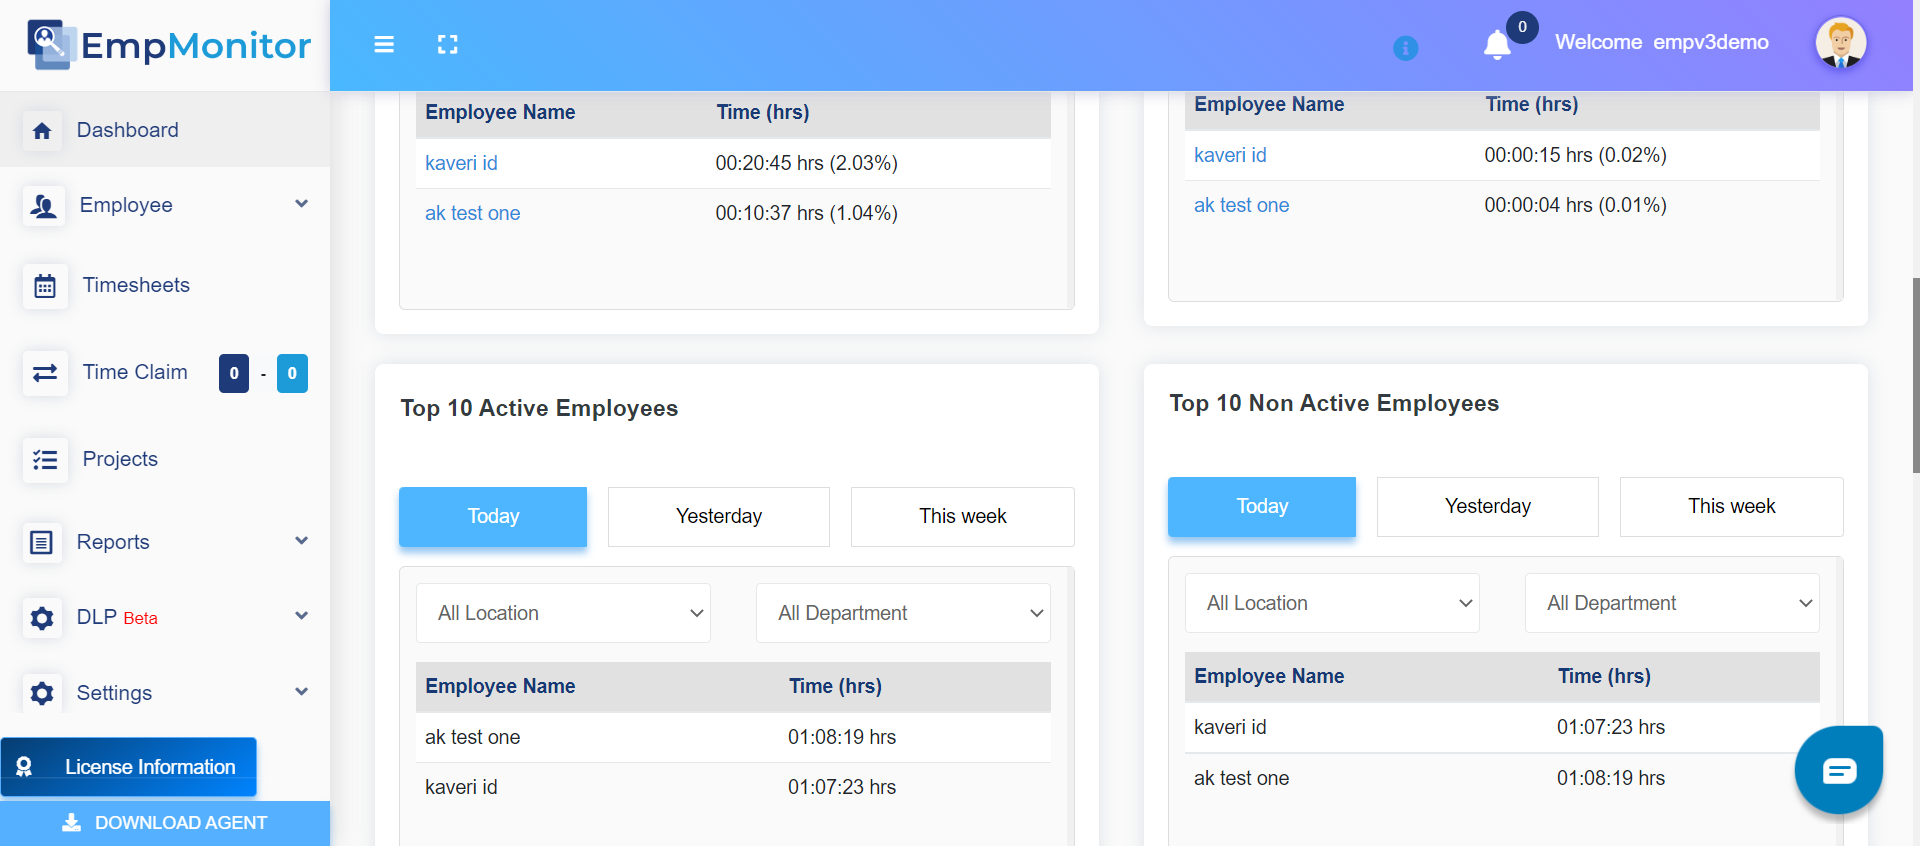 EmpMonitor
0
Welcome empv3demo
Dashboard
Employee
Timesheets
Time Claim 0 - 0
Projects
Reports
DLP Beta
Settings
License Information
DOWNLOAD AGENT
Employee Name Time (hrs)
kaveri id 00:20:45 hrs (2.03%)
ak test one 00:10:37 hrs (1.04%)
Employee Name Time (hrs)
kaveri id 00:00:15 hrs (0.02%)
ak test one 00:00:04 hrs (0.01%)
Top 10 Active Employees
Today Yesterday This week
All Location All Department
Employee Name Time (hrs)
ak test one 01:08:19 hrs
kaveri id 01:07:23 hrs
Top 10 Non Active Employees
Today Yesterday This week
All Location All Department
Employee Name Time (hrs)
kaveri id 01:07:23 hrs
ak test one 01:08:19 hrs